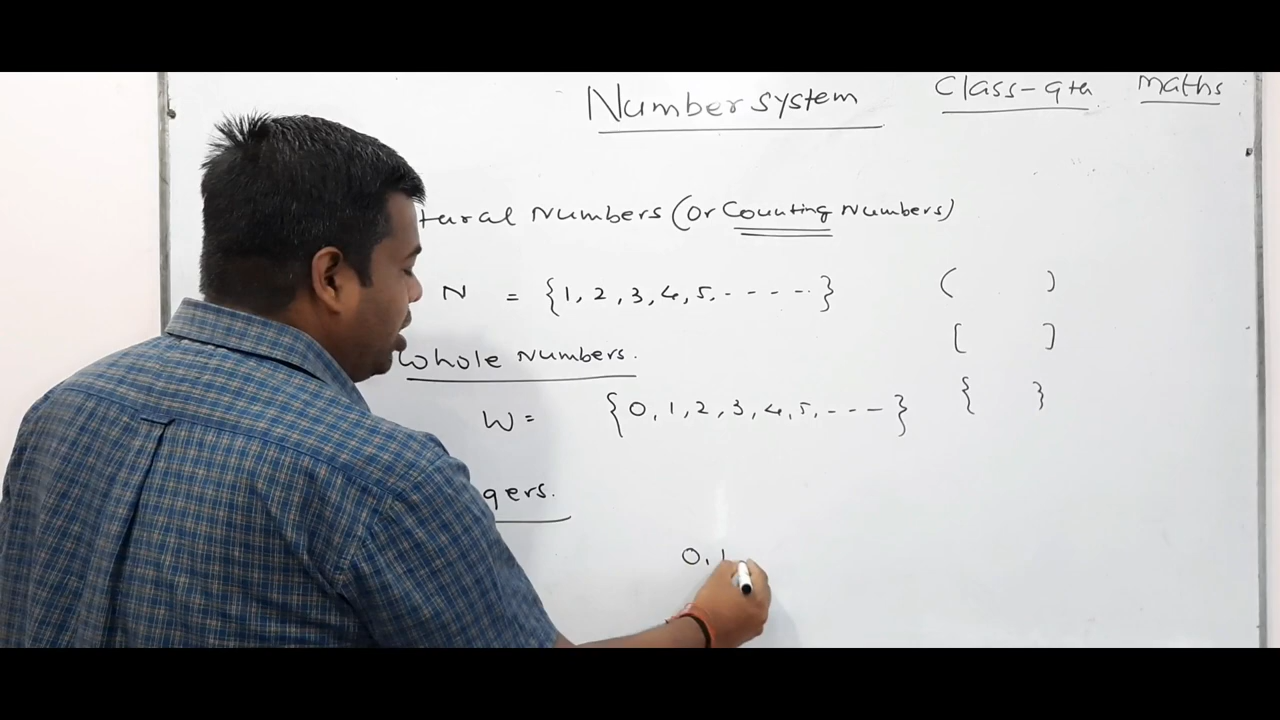 Number system Class-9th Maths
tural Numbers (or Counting Numbers)
N = {1, 2, 3, 4, 5, - - - - -} ( )
[ ]
Whole Numbers.
W = {0, 1, 2, 3, 4, 5, - - - -} { }
gers.
0, 1